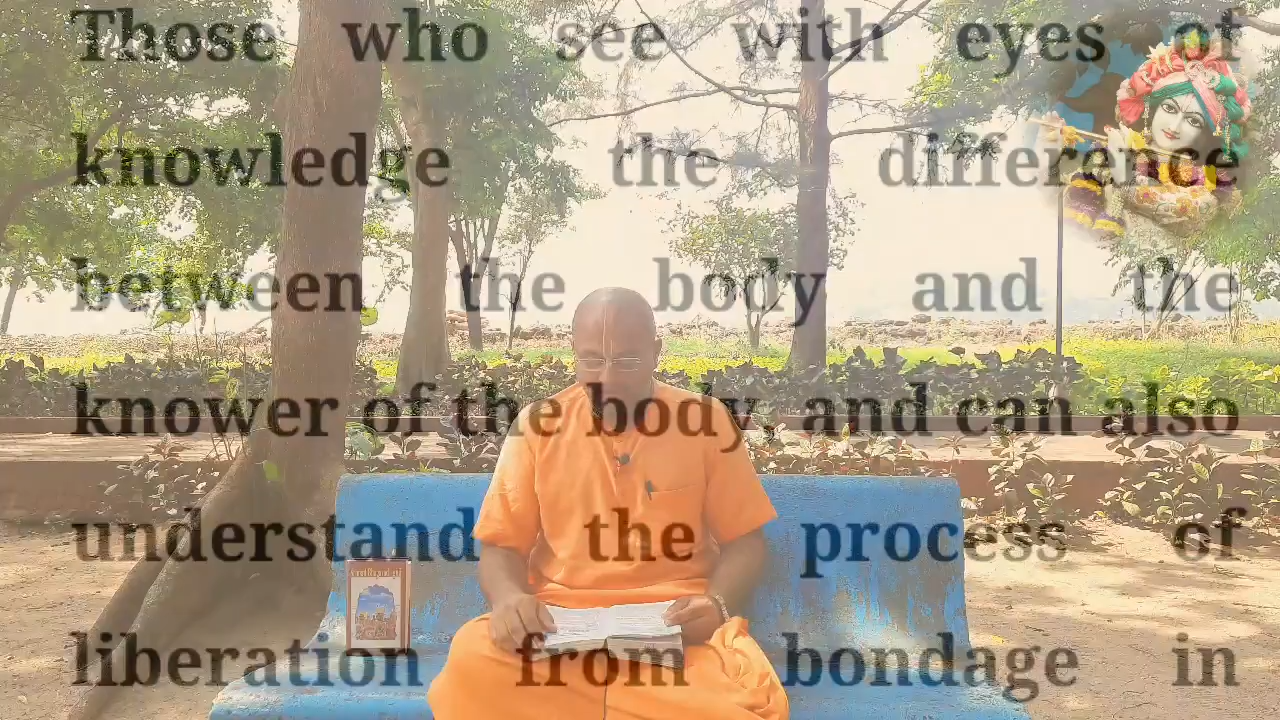 Those who see with eyes of
knowledge the difference
between the body and the
knower of the body, and can also
understand the process of
liberation from bondage in